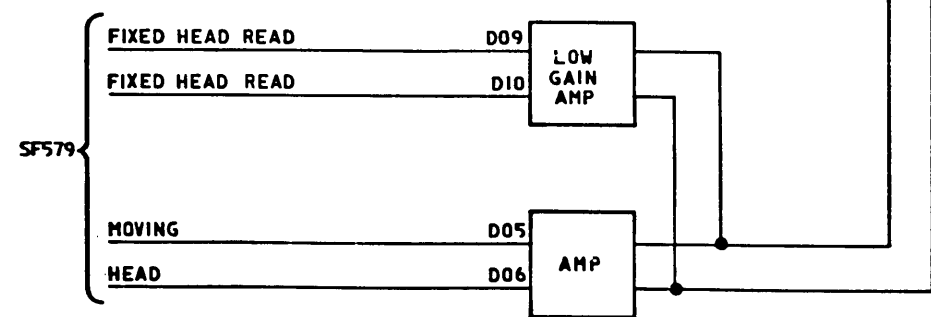 FIXED HEAD READ D09
LOW
GAIN
AMP
FIXED HEAD READ D10
SF579
MOVING D05
AMP
HEAD D06